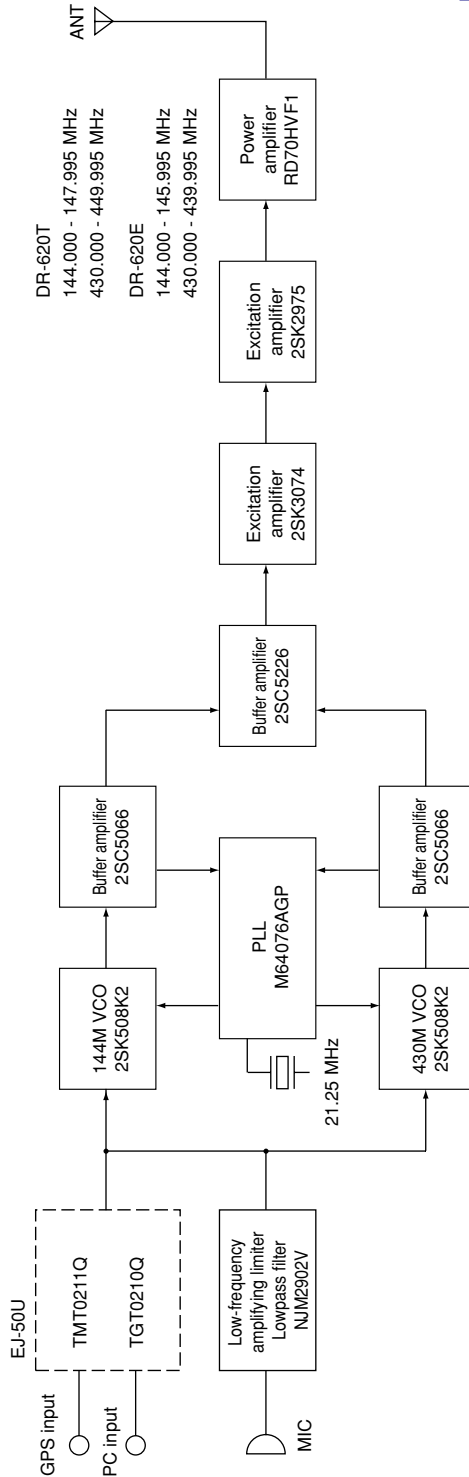 EJ-50U
GPS input
TMT0211Q
PC input
TGT0210Q
MIC
Low-frequency
amplifying limiter
Lowpass filter
NJM2902V
144M VCO
2SK508K2
Buffer amplifier
2SC5066
21.25 MHz
PLL
M64076AGP
430M VCO
2SK508K2
Buffer amplifier
2SC5066
Buffer amplifier
2SC5226
Excitation
amplifier
2SK3074
Excitation
amplifier
2SK2975
Power
amplifier
RD70HVF1
ANT
DR-620T
144.000 - 147.995 MHz
430.000 - 449.995 MHz
DR-620E
144.000 - 145.995 MHz
430.000 - 439.995 MHz